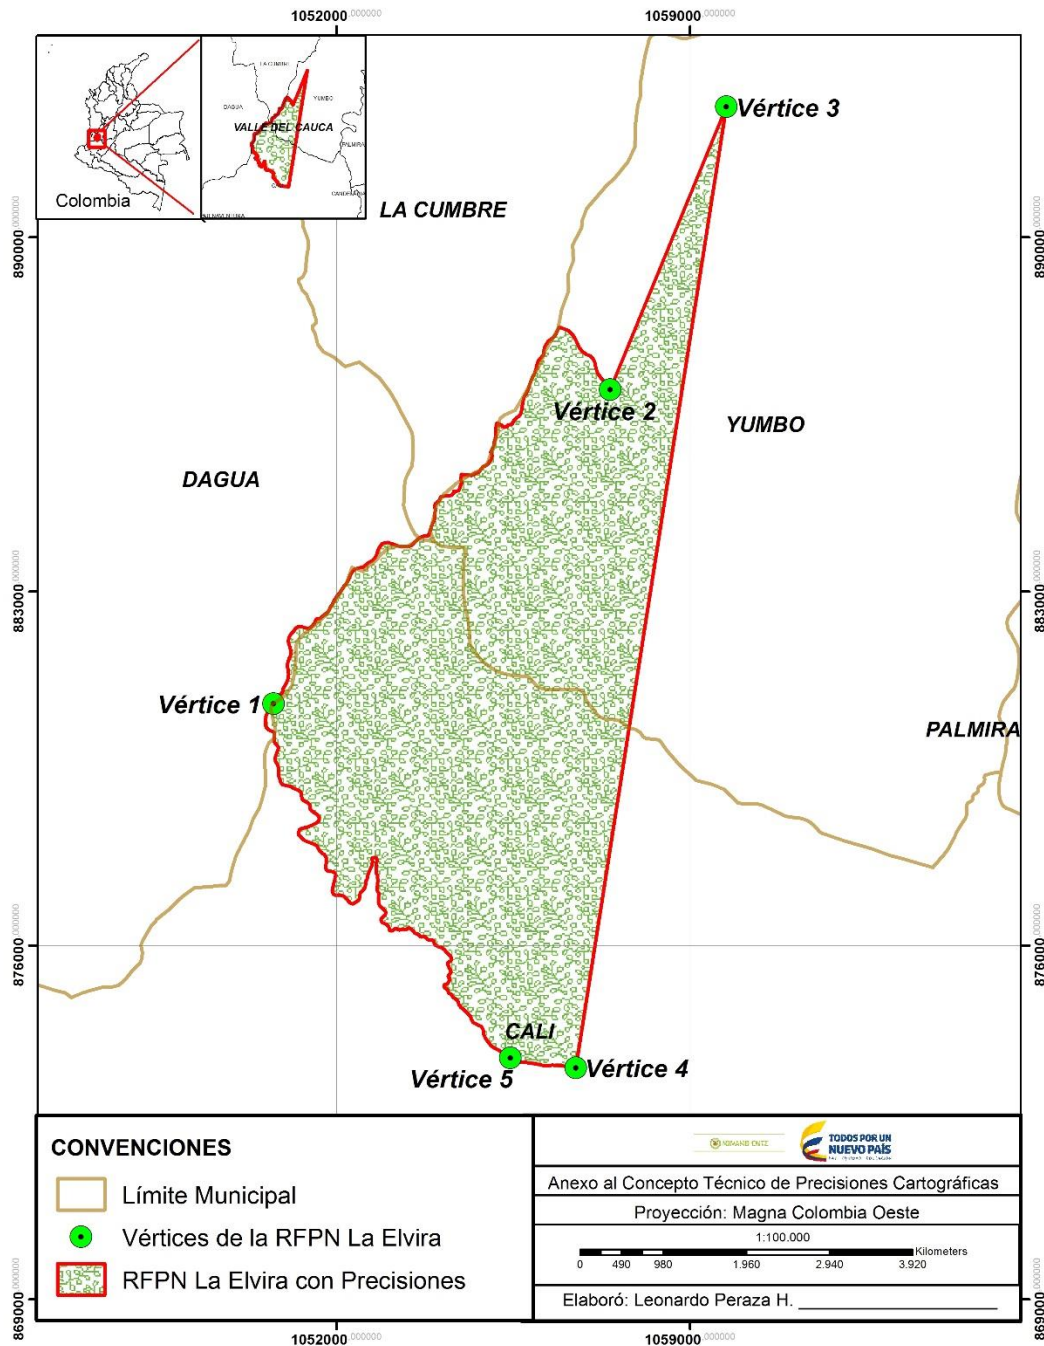 1052000,000000
1059000,000000
LA CUMBRE
DAGUA
YUMBO
VALLE DEL CAUCA
PALMIRA
Colombia
Vértice 3
LA CUMBRE
890000,000000
890000,000000
Vértice 2
YUMBO
DAGUA
883000,000000
883000,000000
Vértice 1
PALMIRA
876000,000000
876000,000000
CALI
Vértice 5
Vértice 4
CONVENCIONES
Límite Municipal
Vértices de la RFPN La Elvira
RFPN La Elvira con Precisiones
TODOS POR UN
NUEVO PAÍS
Anexo al Concepto Técnico de Precisiones Cartográficas
Proyección: Magna Colombia Oeste
1:100.000
Kilometers
0 490 980 1.960 2.940 3.920
Elaboró: Leonardo Peraza H.
869000,000000
869000,000000
1052000,000000
1059000,000000